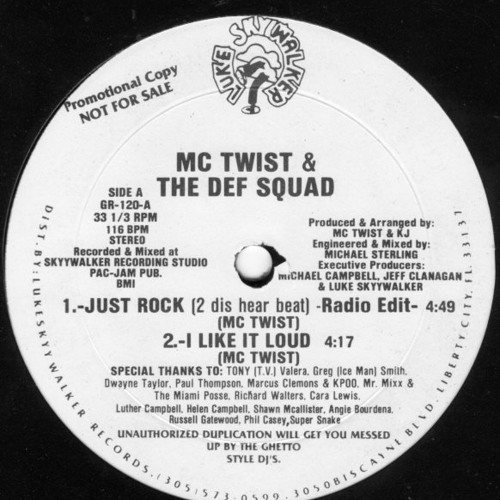 LUKE SKYYWALKER
Promotional Copy
NOT FOR SALE
MC TWIST &
THE DEF SQUAD
SIDE A
GR-120-A
33 1/3 RPM
116 BPM
STEREO
Recorded & Mixed at
SKYYWALKER RECORDING STUDIO
PAC-JAM PUB.
BMI
Produced & Arranged by:
MC TWIST & KJ
Engineered & Mixed by:
MICHAEL STERLING
Executive Producers:
MICHAEL CAMPBELL, JEFF CLANAGAN
& LUKE SKYYWALKER
1.-JUST ROCK (2 dis hear beat) -Radio Edit- 4:49
(MC TWIST)
2.-I LIKE IT LOUD 4:17
(MC TWIST)
SPECIAL THANKS TO: TONY (T.V.) Valera, Greg (Ice Man) Smith,
Dwayne Taylor, Paul Thompson, Marcus Clemons & KPOO, Mr. Mixx &
The Miami Posse, Richard Walters, Cara Lewis,
Luther Campbell, Helen Campbell, Shawn Mcallister, Angie Bourdena,
Russell Gatewood, Phil Casey, Super Snake
UNAUTHORIZED DUPLICATION WILL GET YOU MESSED
UP BY THE GHETTO
STYLE DJ'S.
DIST. BY: LUKE SKYYWALKER RECORDS. (305) 573-0599. 3050 BISCAYNE BLVD. LIBERTY CITY, FL. 33137